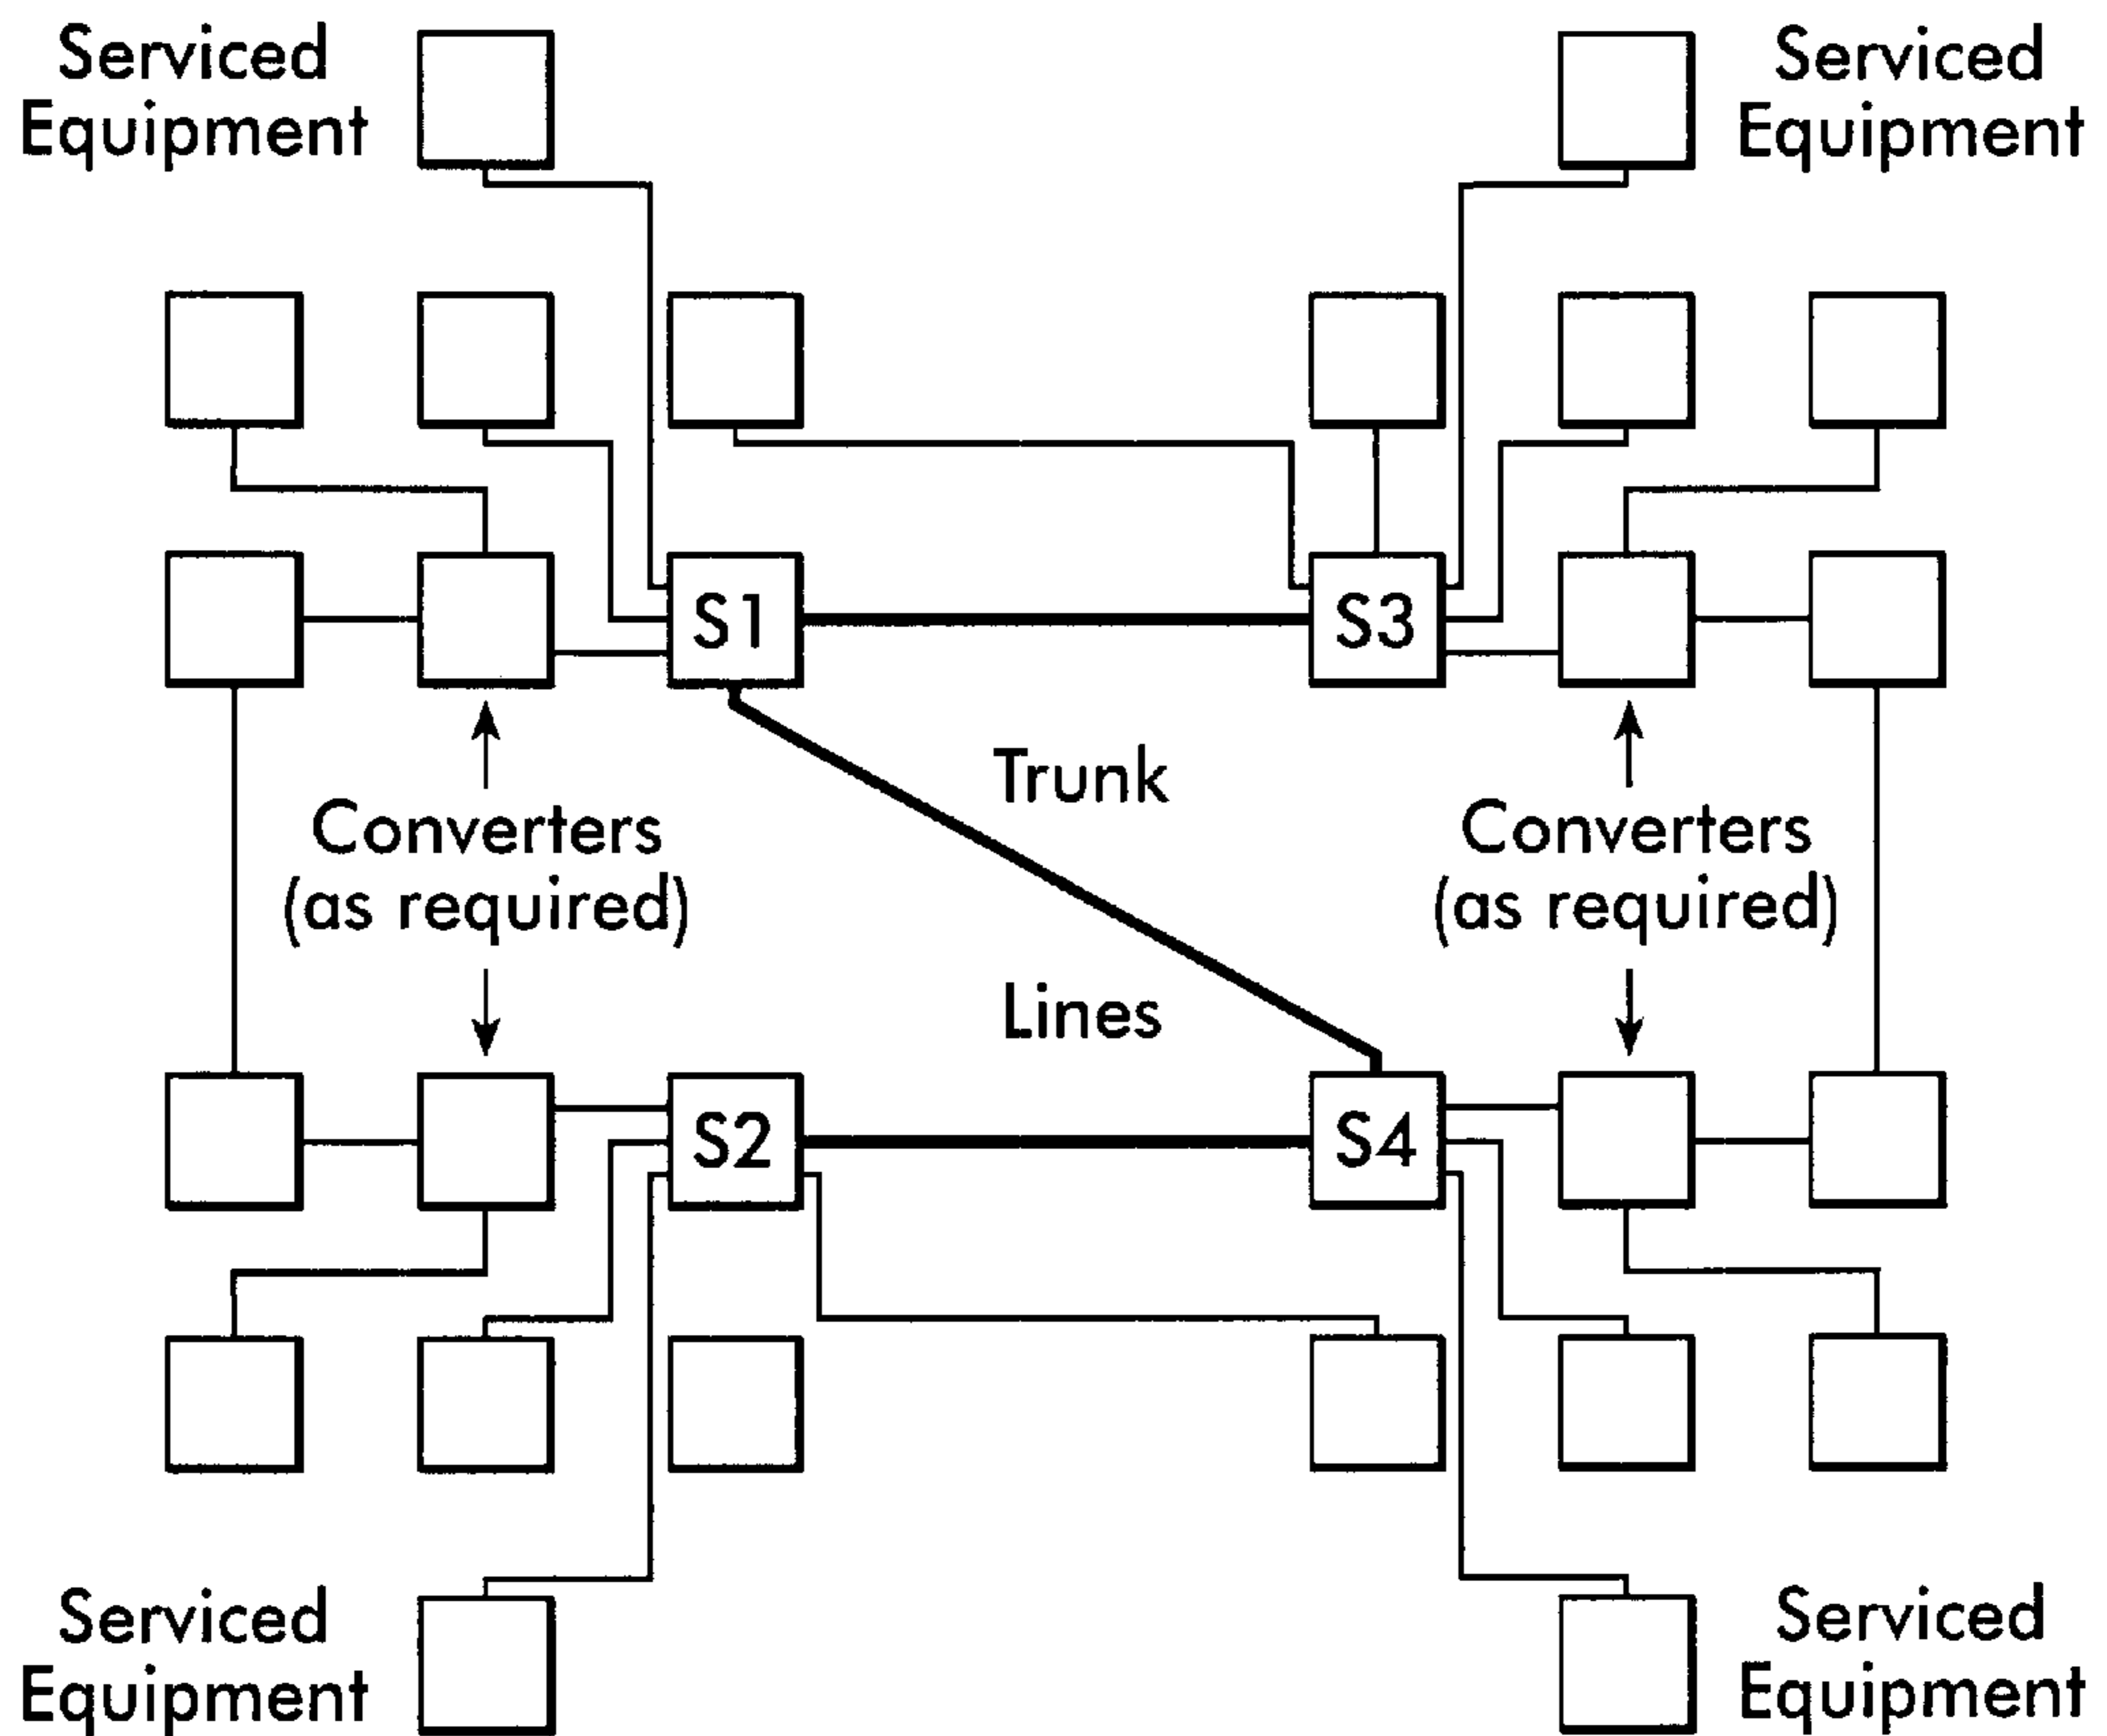 Serviced
Equipment
Serviced
Equipment
S1
S3
Trunk
Converters
(as required)
Converters
(as required)
Lines
S2
S4
Serviced
Equipment
Serviced
Equipment